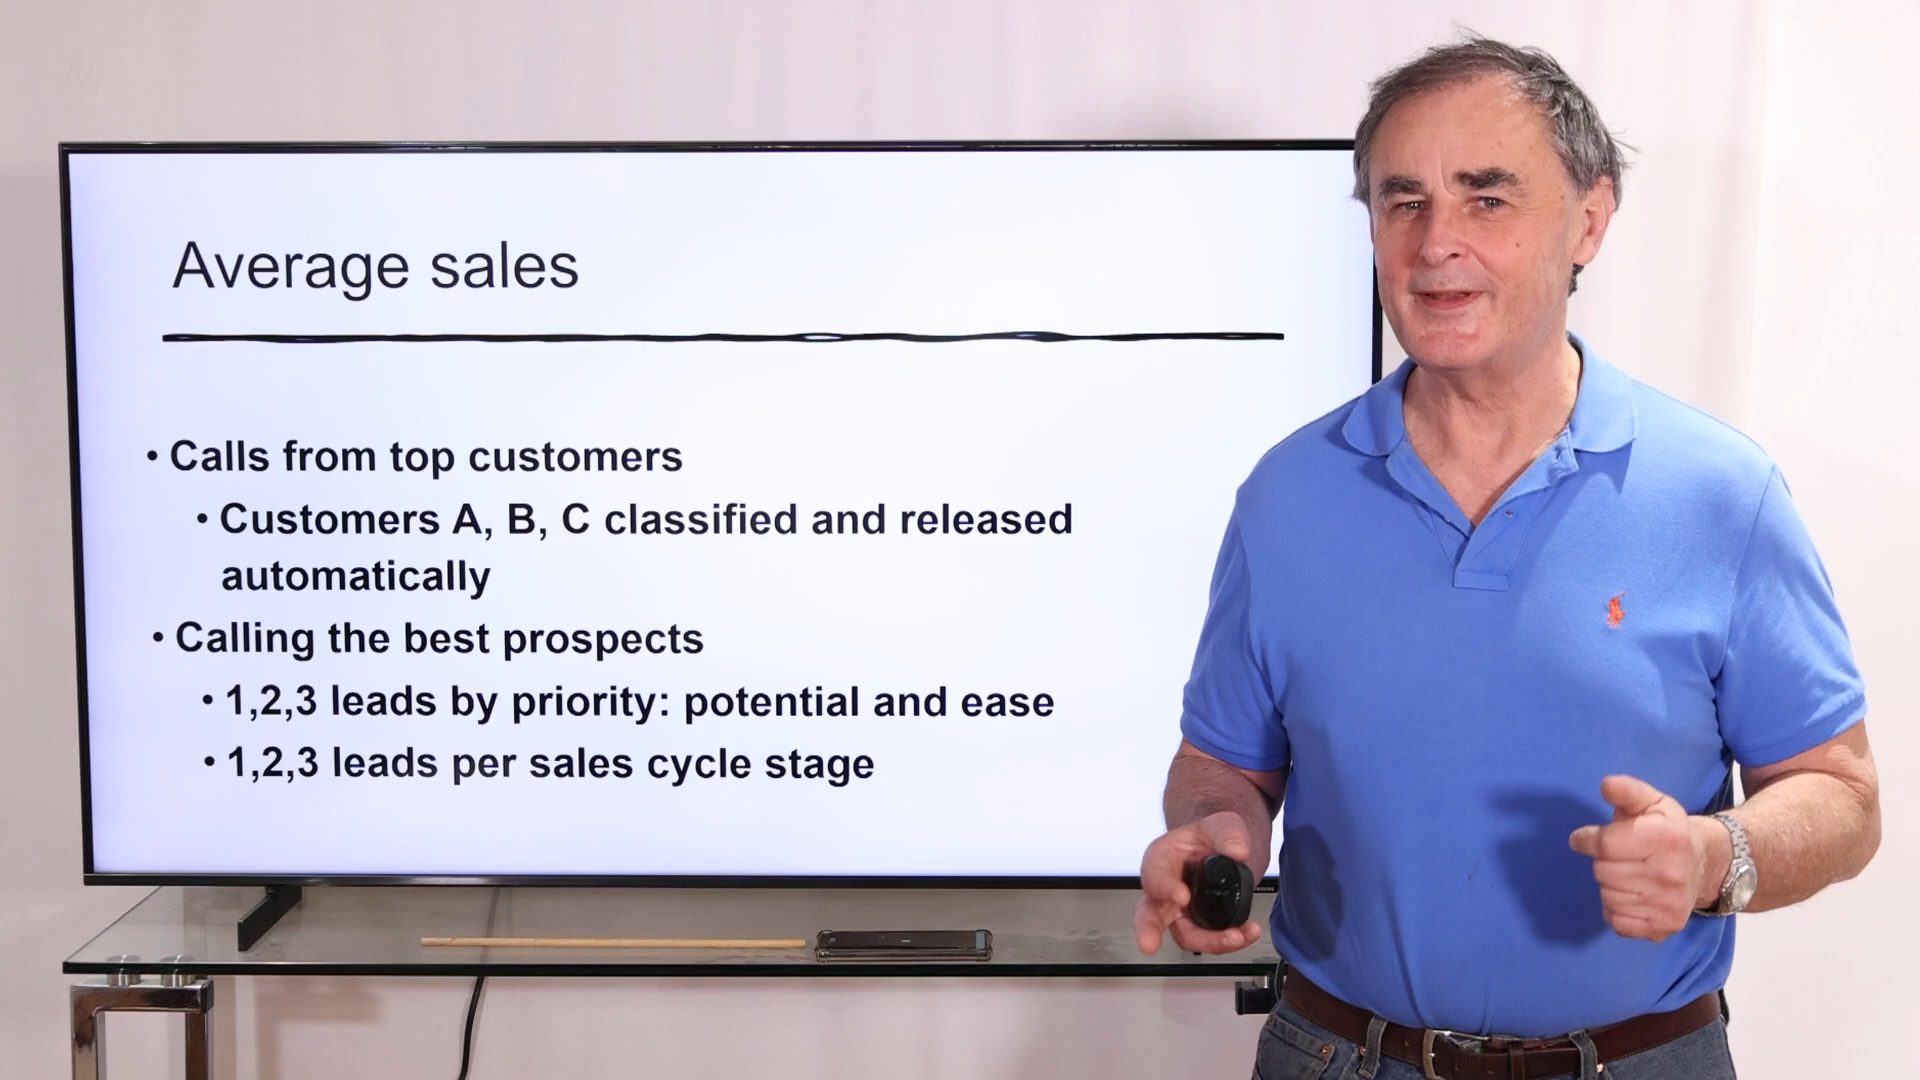 Average sales
• Calls from top customers
• Customers A, B, C classified and released
automatically
• Calling the best prospects
• 1,2,3 leads by priority: potential and ease
• 1,2,3 leads per sales cycle stage